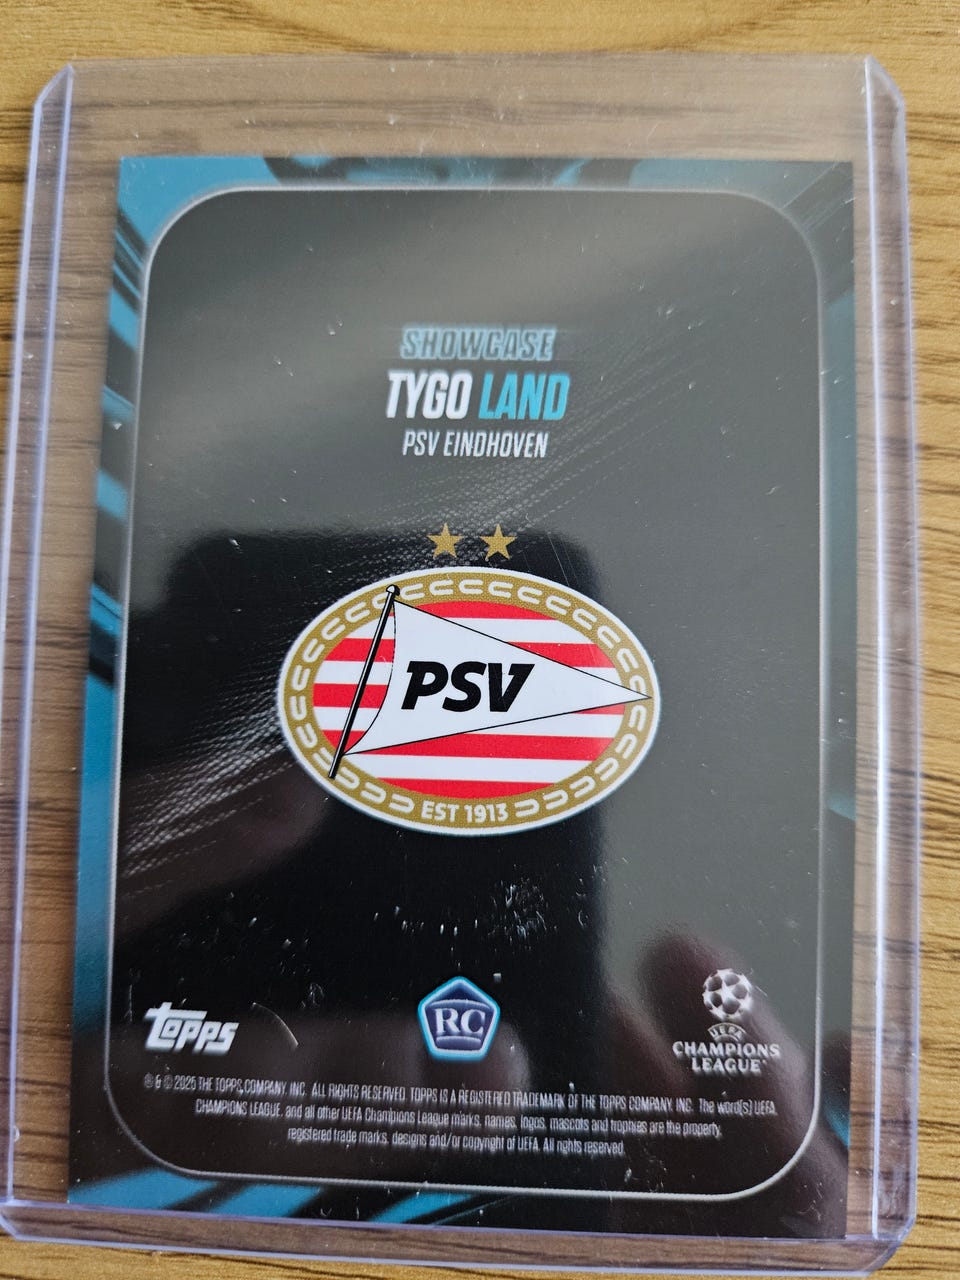 SHOWCASE
TYGO LAND
PSV EINDHOVEN
PSV
EST 1913
topps
RC
UEFA
CHAMPIONS
LEAGUE
® & © 2025 THE TOPPS COMPANY, INC. ALL RIGHTS RESERVED. TOPPS IS A REGISTERED TRADEMARK OF THE TOPPS COMPANY, INC. The word(s) UEFA
CHAMPIONS LEAGUE, and all other UEFA Champions League marks, names, logos, mascots and trophies are the property,
registered trade marks, designs and/or copyright of UEFA. All rights reserved.